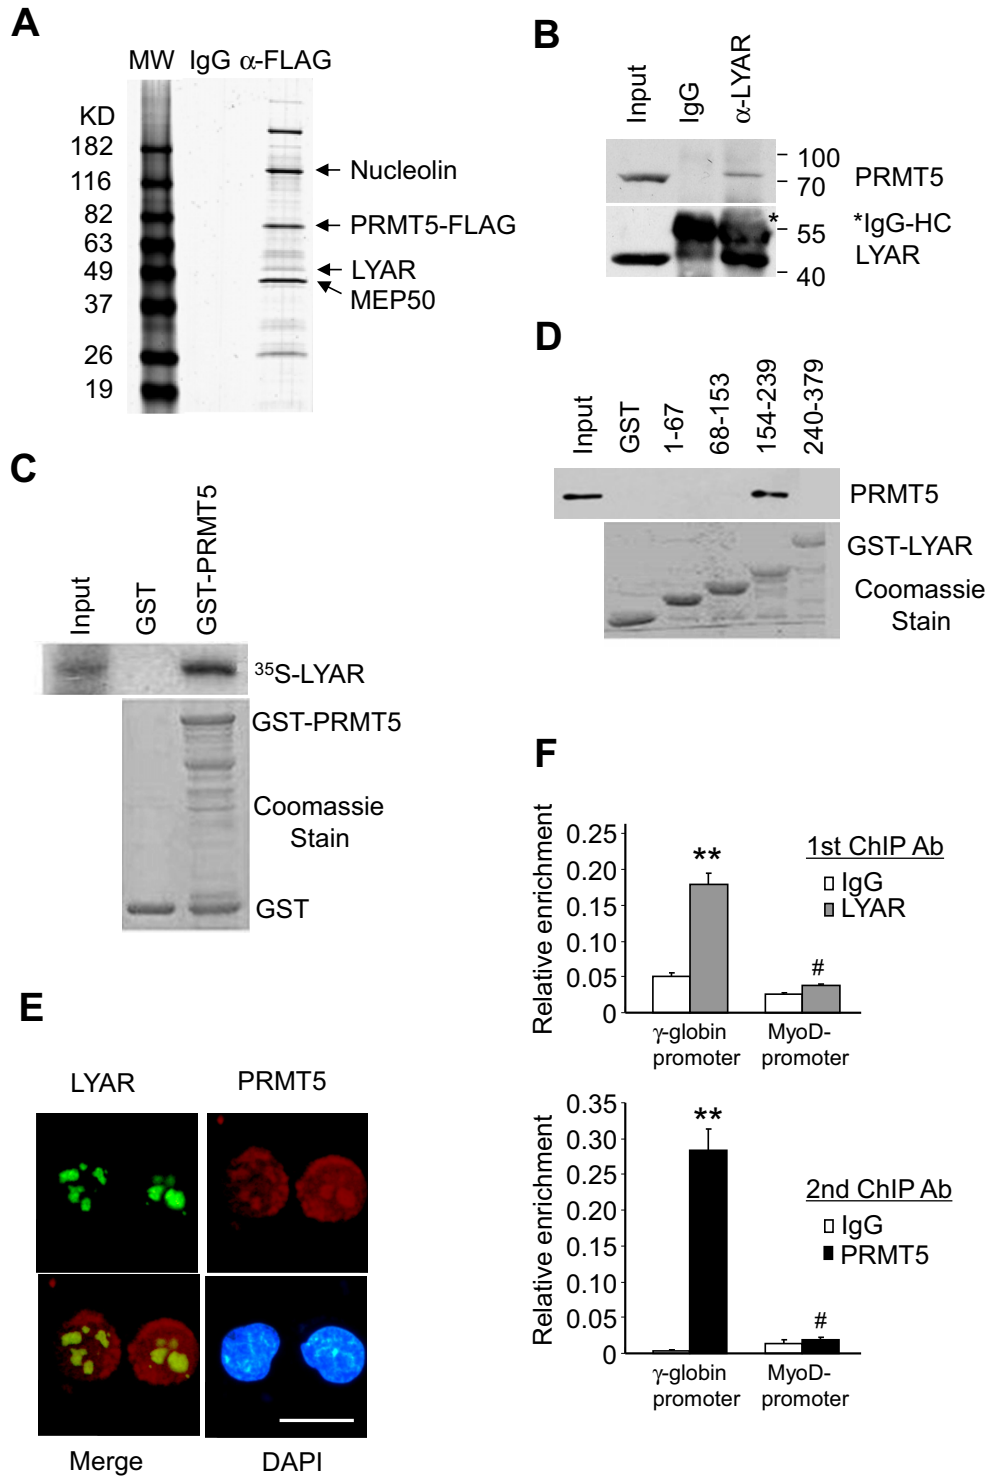 A
MW IgG α-FLAG
KD
182
116
82
63
49
37
26
19
Nucleolin
PRMT5-FLAG
LYAR
MEP50
B
Input
IgG
α-LYAR
100
70
PRMT5
*
55
*IgG-HC
LYAR
40
C
Input
GST
GST-PRMT5
35S-LYAR
GST-PRMT5
Coomassie
Stain
GST
D
Input
GST
1-67
68-153
154-239
240-379
PRMT5
GST-LYAR
Coomassie
Stain
E
LYAR PRMT5
Merge DAPI
F
Relative enrichment
0.25
0.20
0.15
0.10
0.05
0
**
#
1st ChIP Ab
IgG
LYAR
γ-globin
promoter
MyoD-
promoter
Relative enrichment
0.35
0.30
0.25
0.20
0.15
0.10
0.05
0
**
#
2nd ChIP Ab
IgG
PRMT5
γ-globin
promoter
MyoD-
promoter